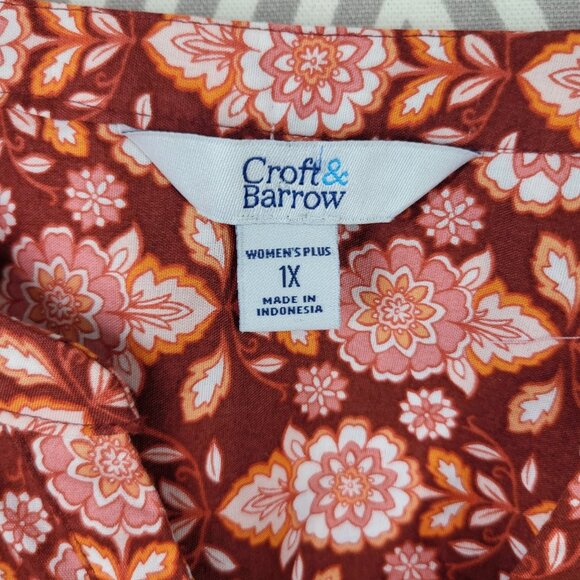 Croft&
Barrow
WOMEN'S PLUS
1X
MADE IN
INDONESIA